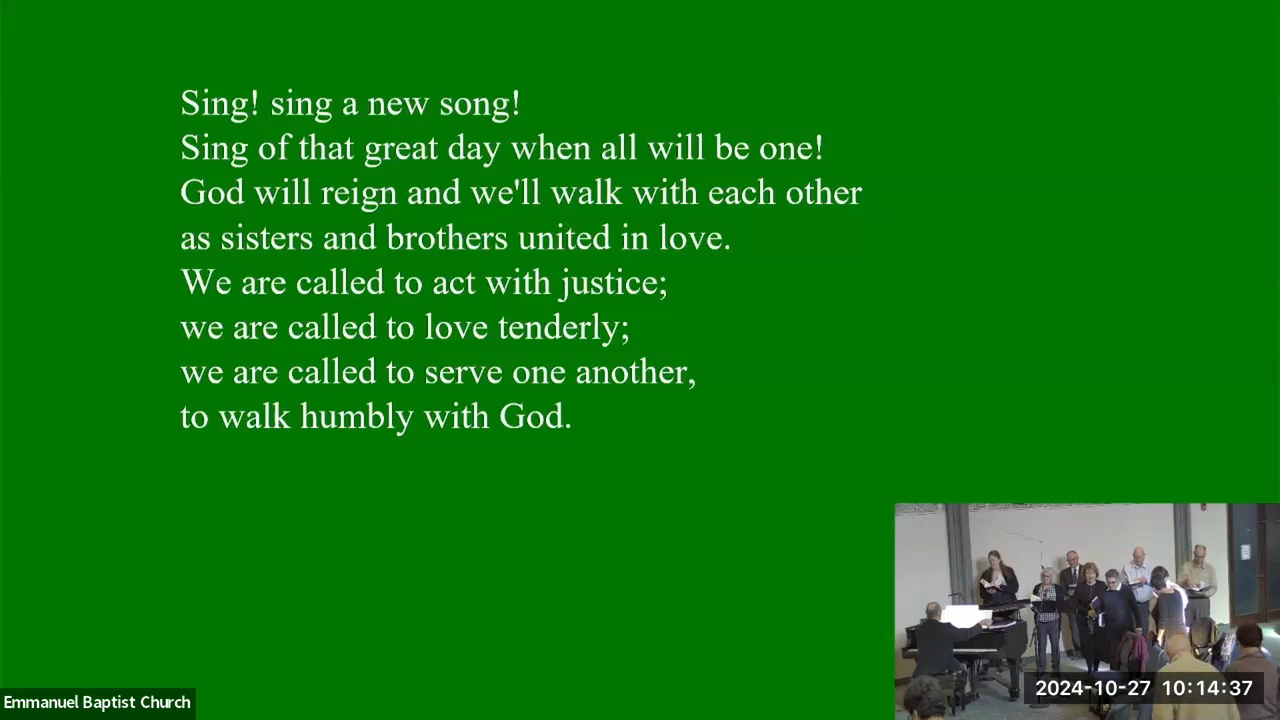 Sing! sing a new song!
Sing of that great day when all will be one!
God will reign and we'll walk with each other
as sisters and brothers united in love.
We are called to act with justice;
we are called to love tenderly;
we are called to serve one another,
to walk humbly with God.
Emmanuel Baptist Church
2024-10-27 10:14:37